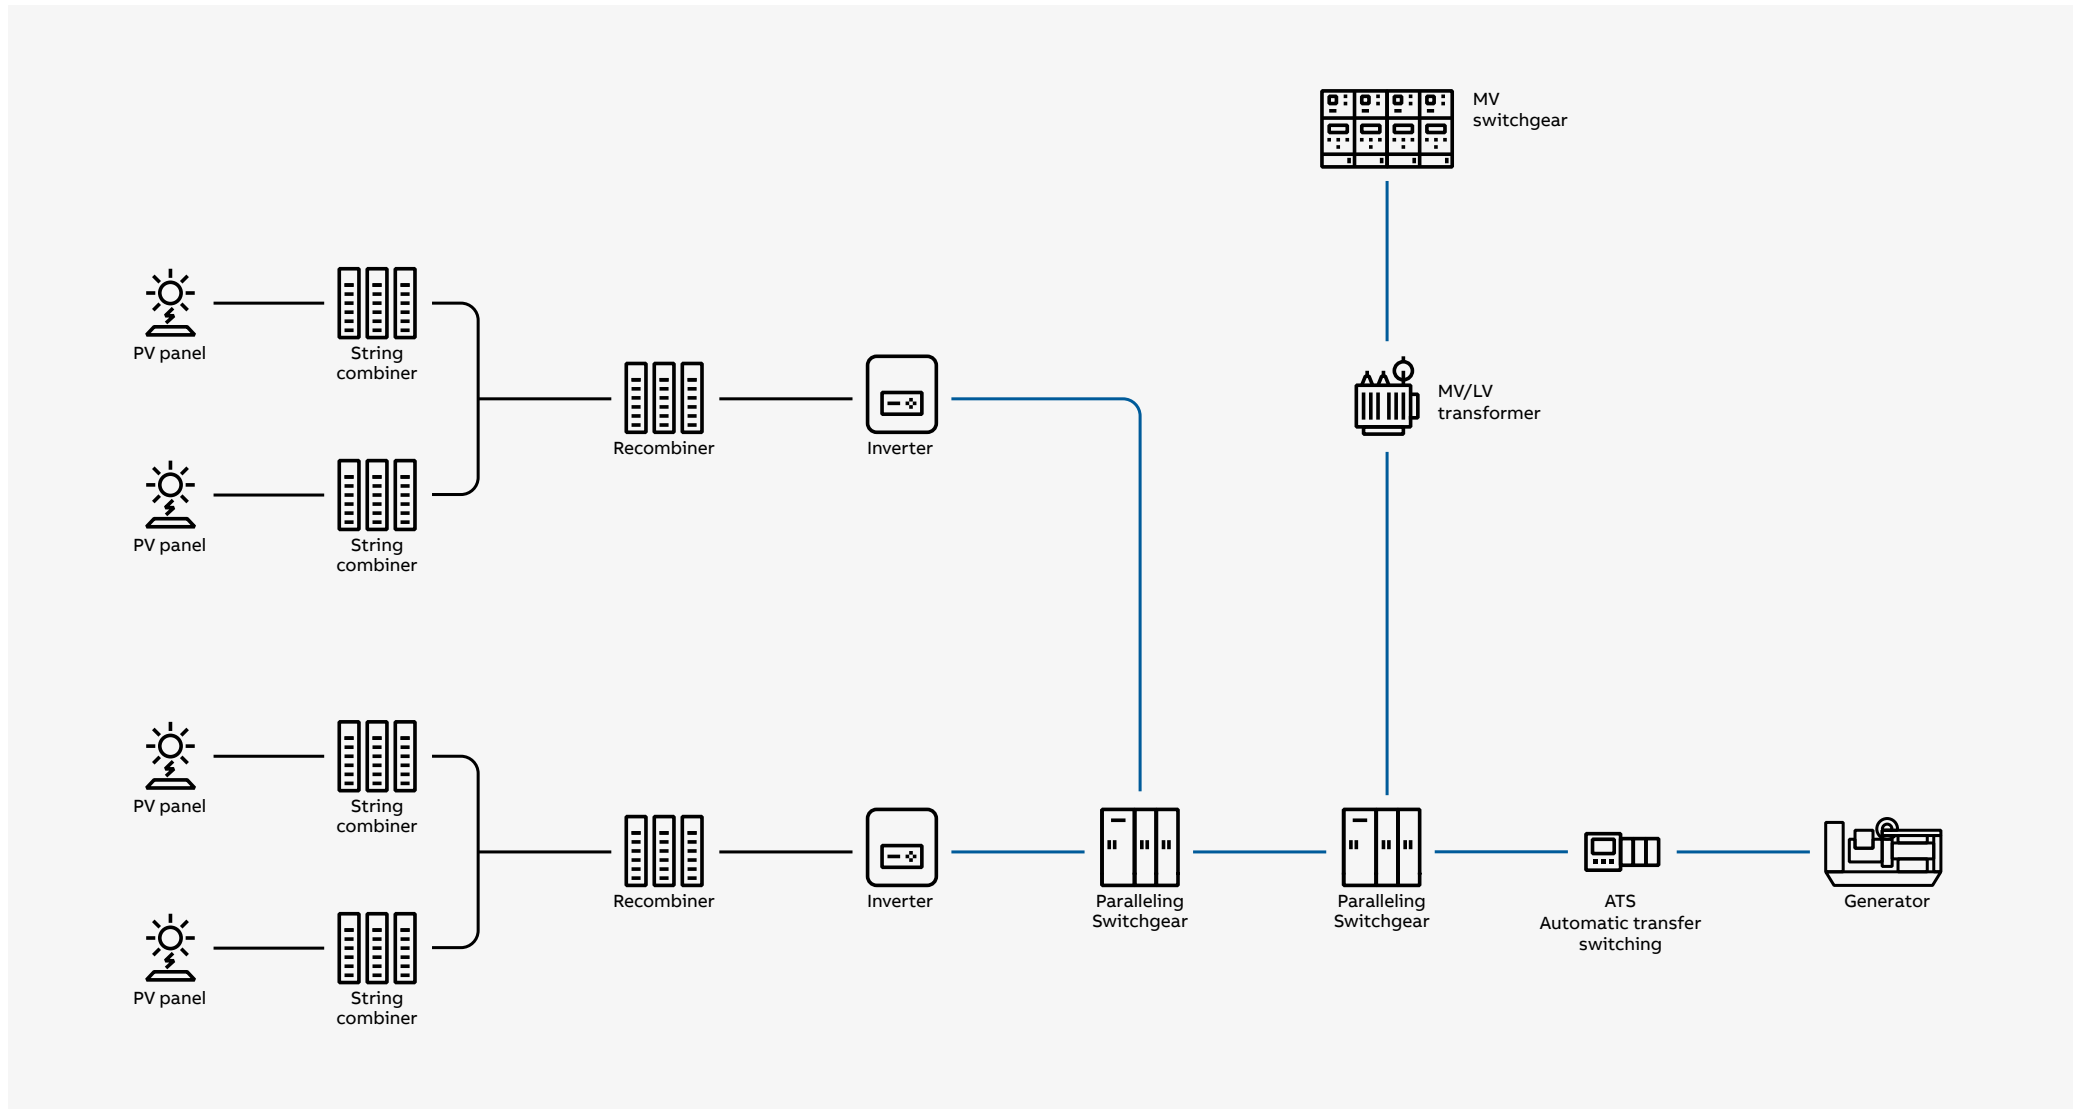 MV
switchgear
PV panel
String
combiner
MV/LV
transformer
Recombiner
Inverter
PV panel
String
combiner
PV panel
String
combiner
Recombiner
Inverter
Paralleling
Switchgear
Paralleling
Switchgear
ATS
Automatic transfer
switching
Generator
PV panel
String
combiner